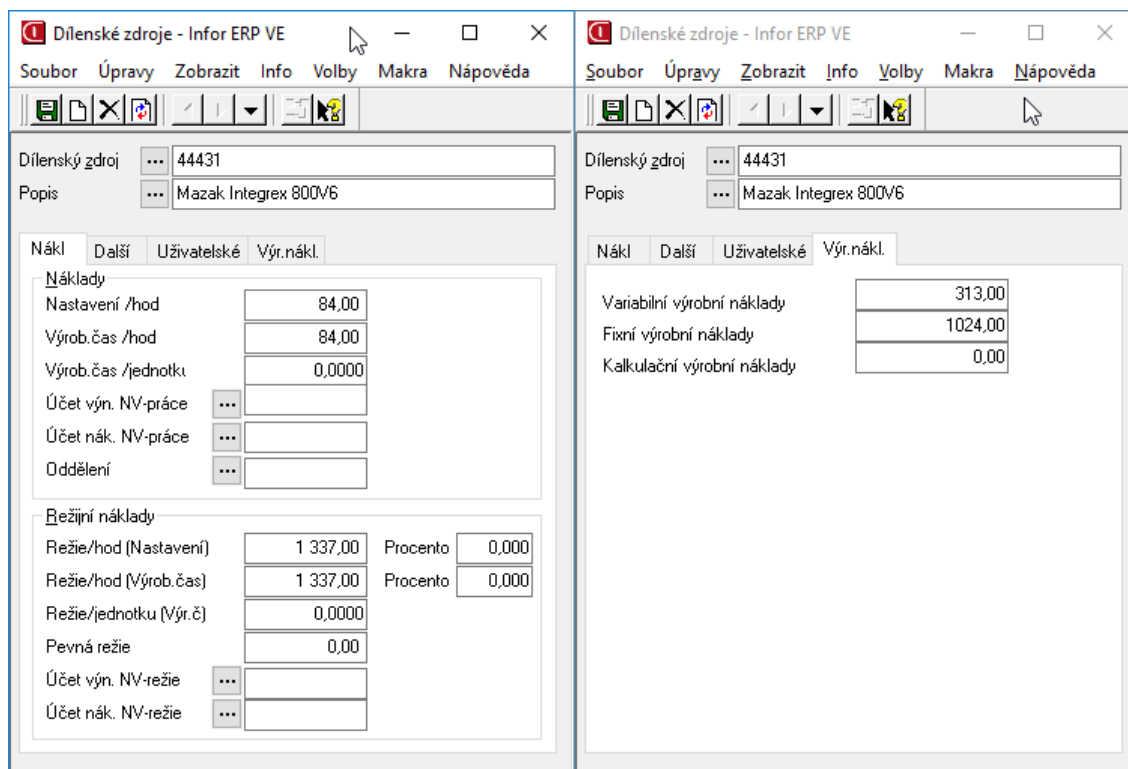 Dílenské zdroje - Infor ERP VE
Soubor Úpravy Zobrazit Info Volby Makra Nápověda
Dílenský zdroj ... 44431
Popis ... Mazak Integrex 800V6
Nákl Další Uživatelské Výr.nákl.
Náklady
Nastavení /hod 84,00
Výrob.čas /hod 84,00
Výrob.čas /jednotku 0,0000
Účet výn. NV-práce ...
Účet nák. NV-práce ...
Oddělení ...
Režijní náklady
Režie/hod (Nastavení) 1 337,00 Procento 0,000
Režie/hod (Výrob.čas) 1 337,00 Procento 0,000
Režie/jednotku (Výr.č) 0,0000
Pevná režie 0,00
Účet výn. NV-režie ...
Účet nák. NV-režie ...
Dílenské zdroje - Infor ERP VE
Soubor Úpravy Zobrazit Info Volby Makra Nápověda
Dílenský zdroj ... 44431
Popis ... Mazak Integrex 800V6
Nákl Další Uživatelské Výr.nákl.
Variabilní výrobní náklady 313,00
Fixní výrobní náklady 1024,00
Kalkulační výrobní náklady 0,00